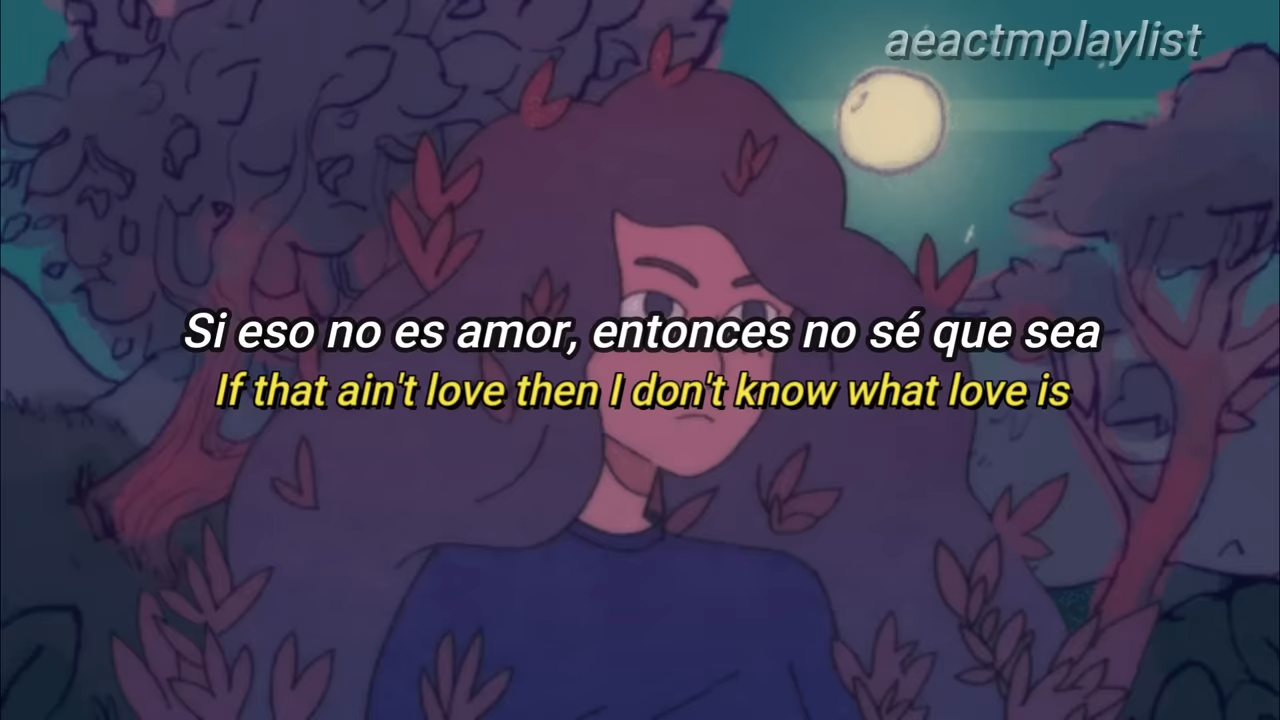 aeactmplaylist
Si eso no es amor, entonces no sé que sea
If that ain't love then I don't know what love is